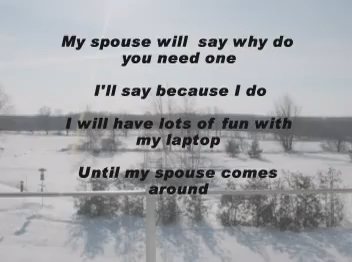 My spouse will say why do
you need one
I'll say because I do
I will have lots of fun with
my laptop
Until my spouse comes
around